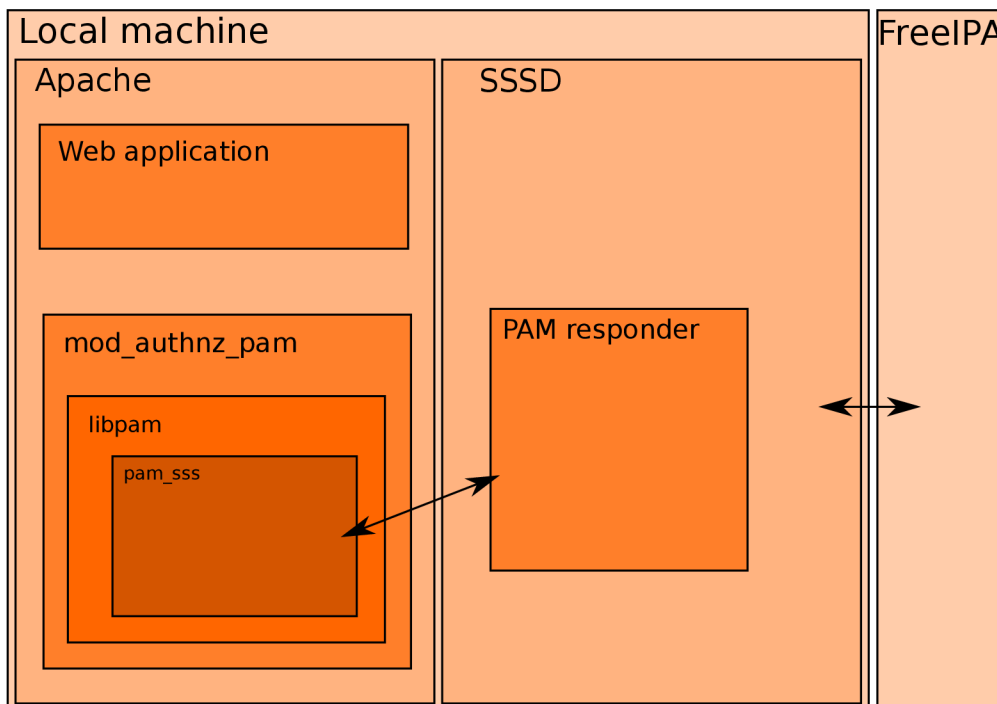 Local machine
FreeIPA
Apache
SSSD
Web application
mod_authnz_pam
PAM responder
libpam
pam_sss